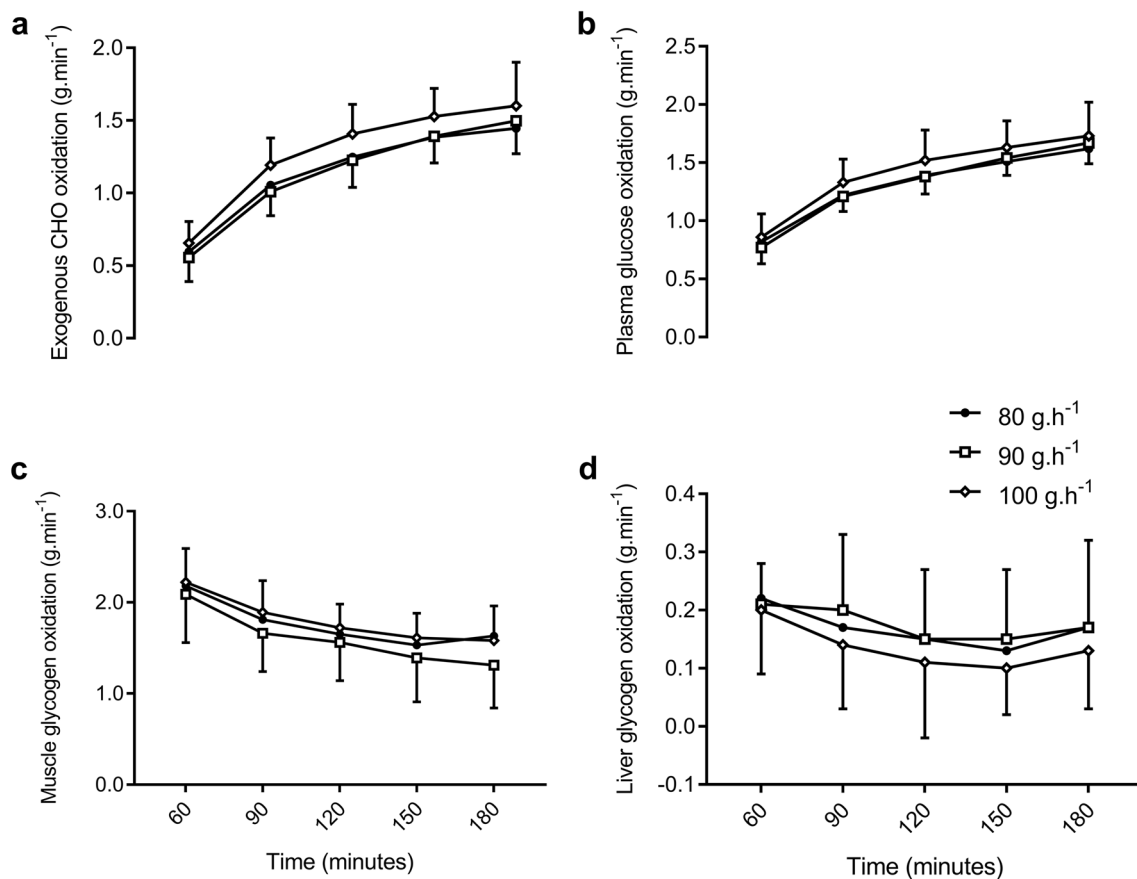 a
Exogenous CHO oxidation (g.min⁻¹)
2.0
1.5
1.0
0.5
0.0
b
Plasma glucose oxidation (g.min⁻¹)
2.5
2.0
1.5
1.0
0.5
0.0
80 g.h⁻¹
90 g.h⁻¹
100 g.h⁻¹
c
Muscle glycogen oxidation (g.min⁻¹)
3.0
2.0
1.0
0.0
60 90 120 150 180
Time (minutes)
d
Liver glycogen oxidation (g.min⁻¹)
0.4
0.3
0.2
0.1
0.0
-0.1
60 90 120 150 180
Time (minutes)